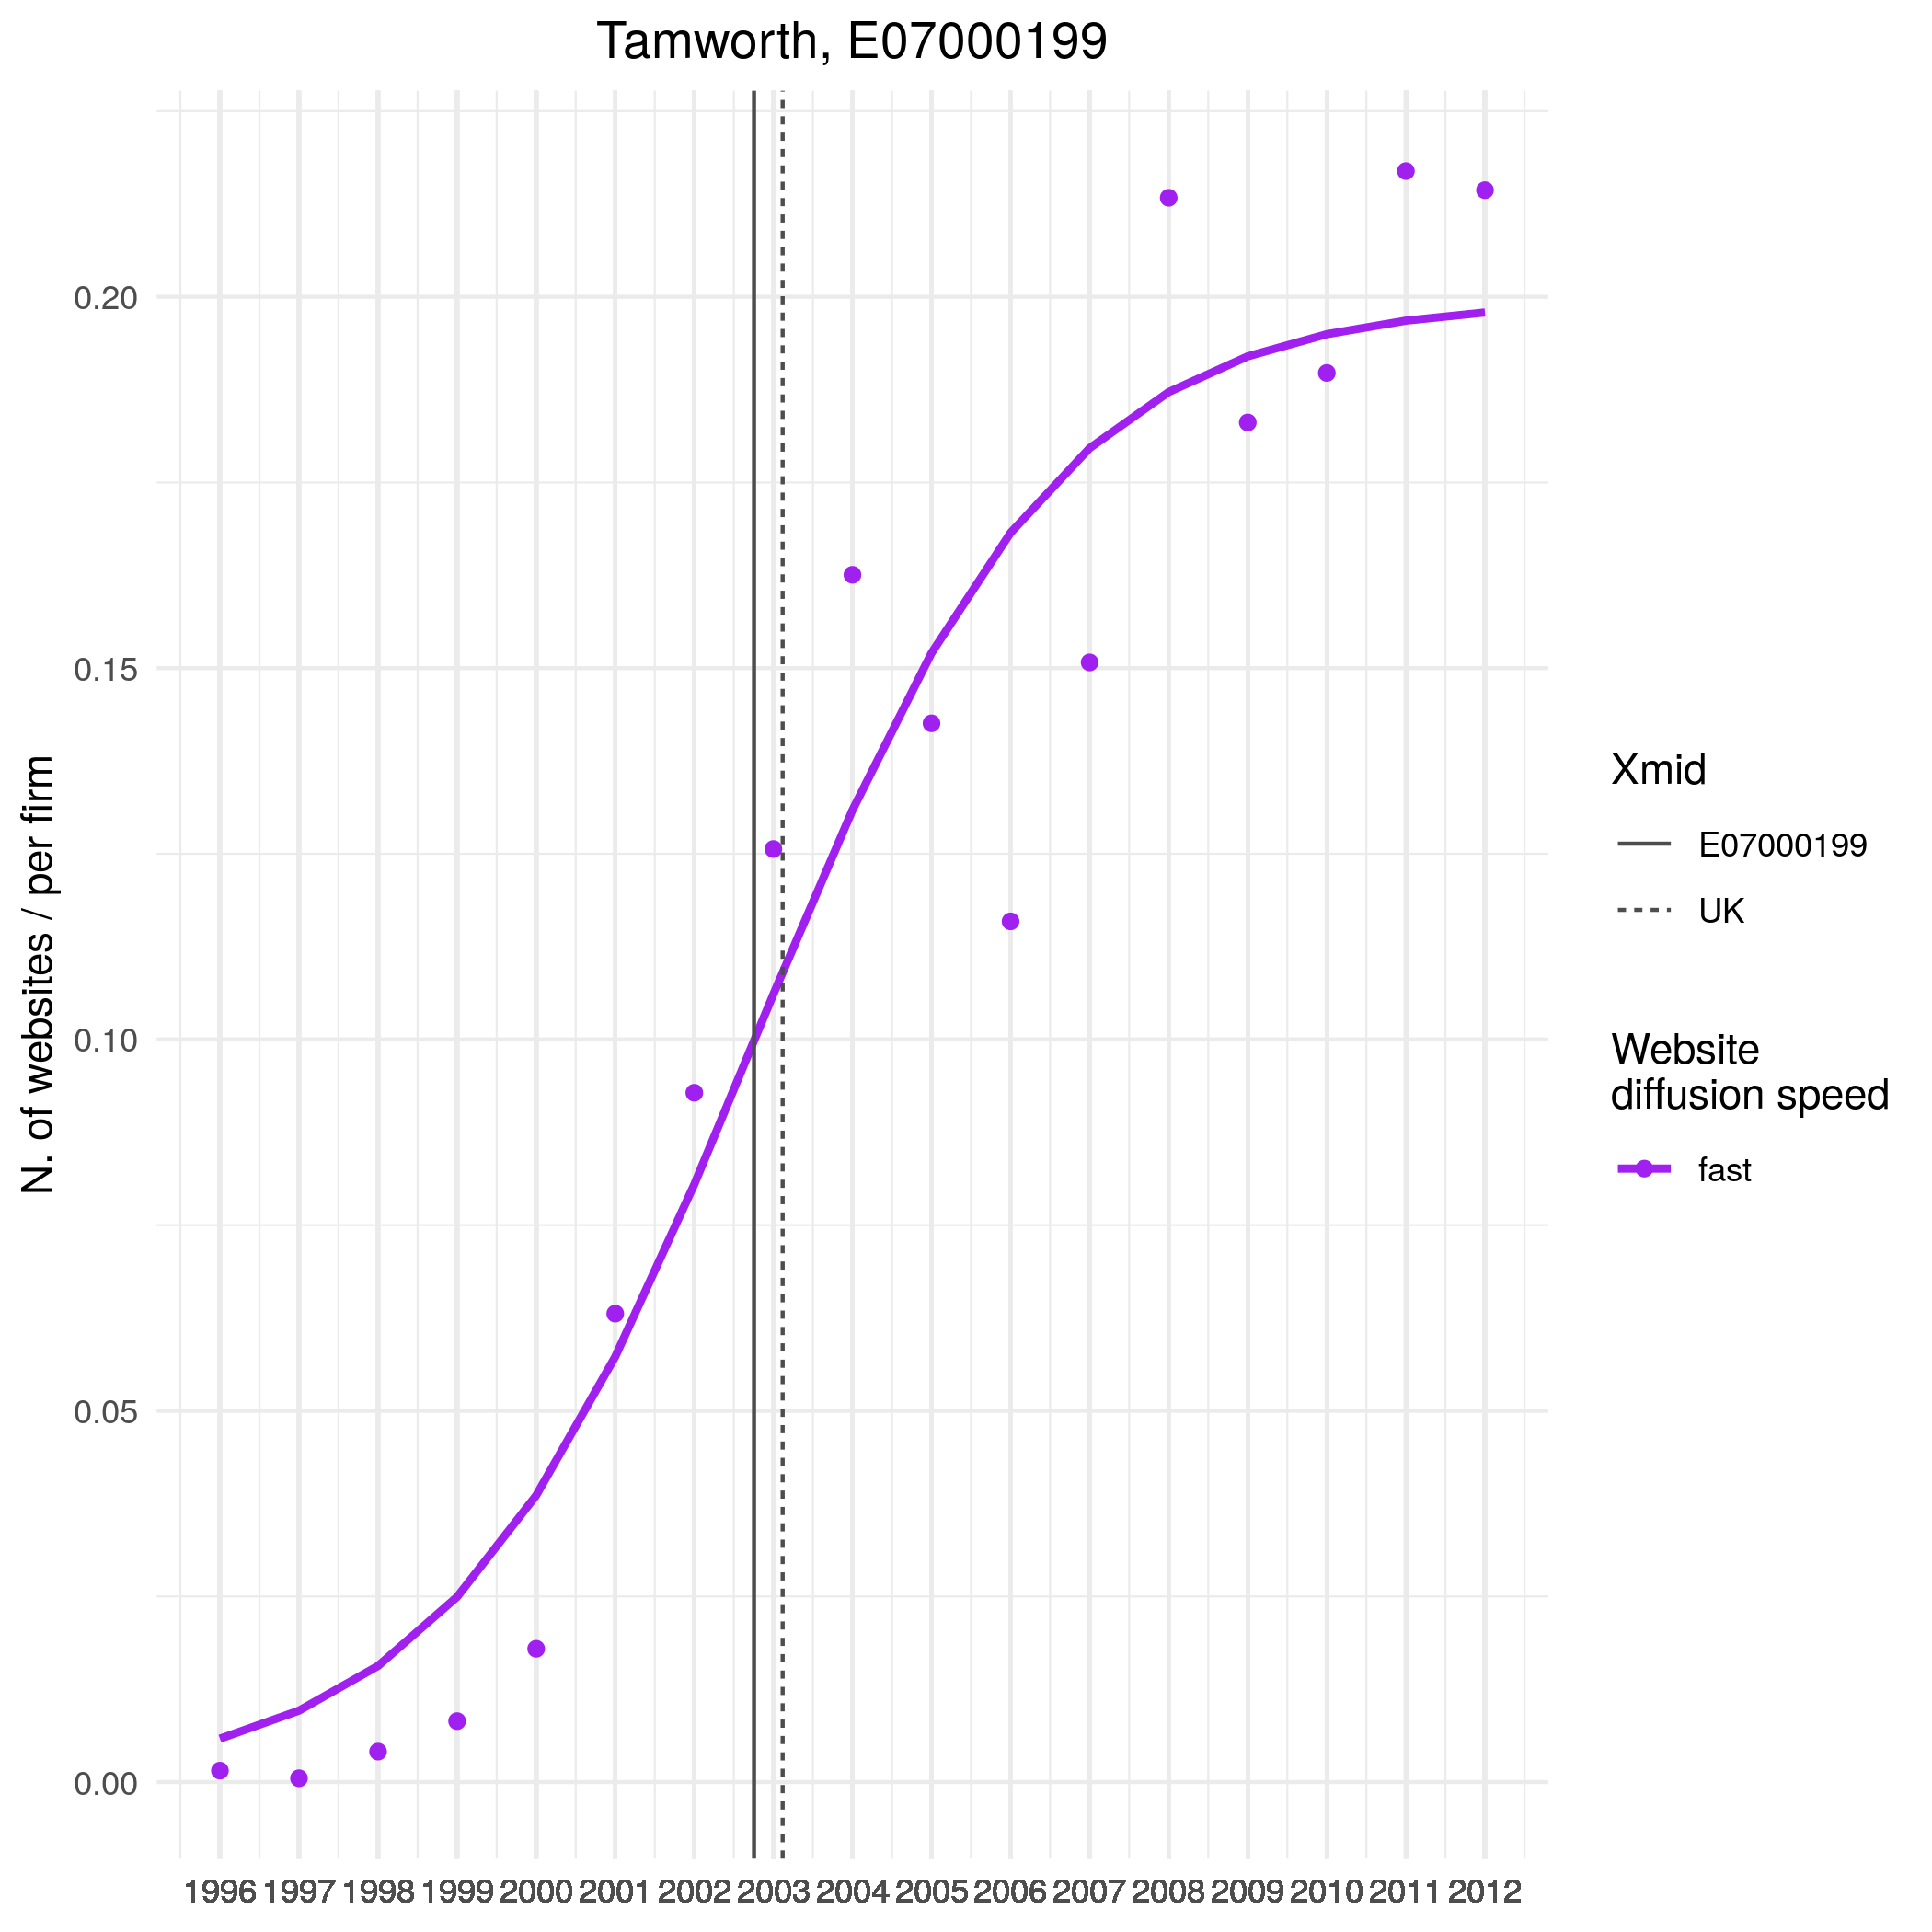 Tamworth, E07000199
N. of websites / per firm
0.20
0.15
0.10
0.05
0.00
1996 1997 1998 1999 2000 2001 2002 2003 2004 2005 2006 2007 2008 2009 2010 2011 2012
Xmid
E07000199
UK
Website
diffusion speed
fast